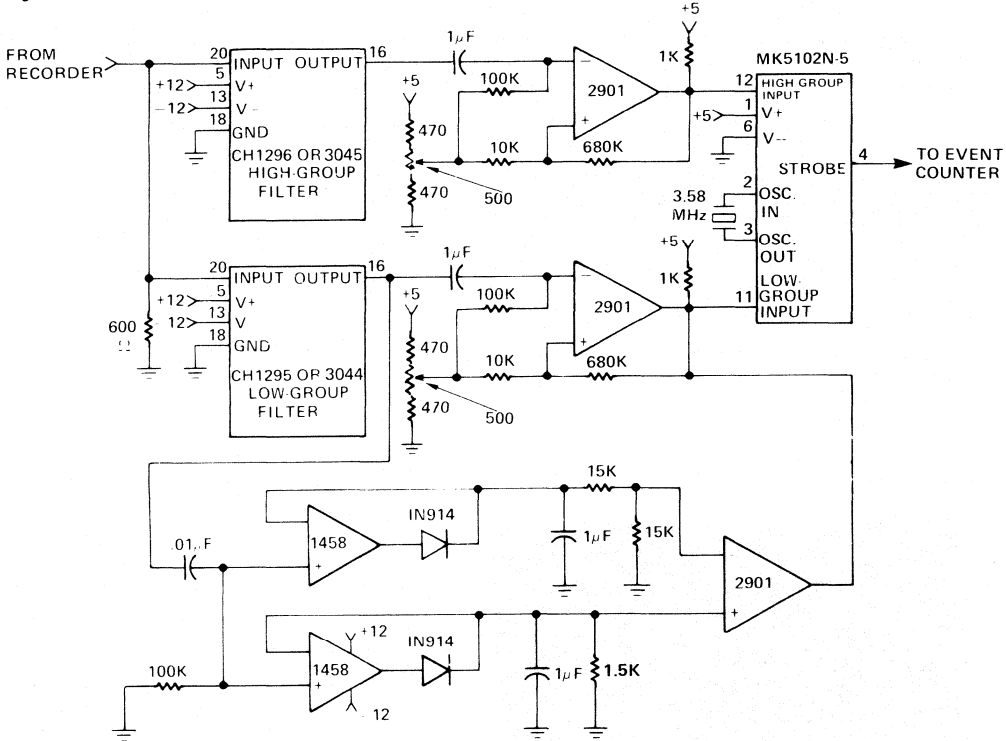 FROM
RECORDER
20
INPUT OUTPUT
16
5
+12
V+
13
-12
V-
18
GND
CH1296 OR 3045
HIGH-GROUP
FILTER
1µF
+5
470
500
470
100K
10K
680K
−
2901
+
+5
1K
MK5102N-5
12
HIGH GROUP
INPUT
1
+5
V+
6
V--
STROBE
4
TO EVENT
COUNTER
2
OSC.
IN
3.58
MHz
3
OSC.
OUT
LOW-
GROUP
INPUT
11
20
INPUT OUTPUT
16
5
+12
V+
13
12
V
18
GND
CH1295 OR 3044
LOW-GROUP
FILTER
600
Ω
1µF
+5
470
500
470
100K
10K
680K
−
2901
+
+5
1K
.01µF
1458
+
IN914
1µF
15K
15K
−
2901
+
100K
1458
+
+12
12
IN914
1µF
1.5K